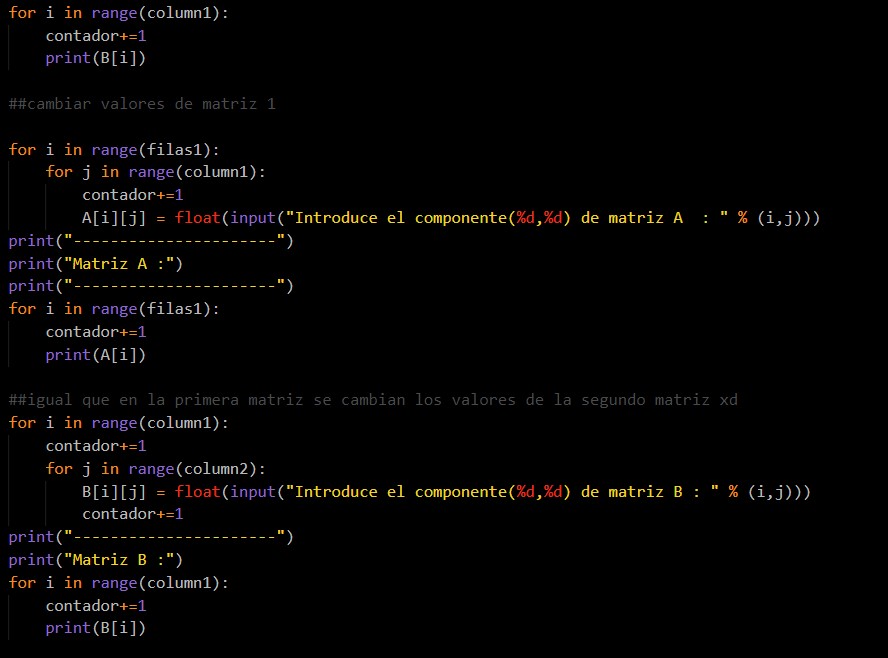 for i in range(column1):
    contador+=1
    print(B[i])

##cambiar valores de matriz 1

for i in range(filas1):
    for j in range(column1):
        contador+=1
        A[i][j] = float(input("Introduce el componente(%d,%d) de matriz A  : " % (i,j)))
print("----------------------")
print("Matriz A :")
print("----------------------")
for i in range(filas1):
    contador+=1
    print(A[i])

##igual que en la primera matriz se cambian los valores de la segundo matriz xd
for i in range(column1):
    contador+=1
    for j in range(column2):
        B[i][j] = float(input("Introduce el componente(%d,%d) de matriz B : " % (i,j)))
        contador+=1
print("----------------------")
print("Matriz B :")
for i in range(column1):
    contador+=1
    print(B[i])